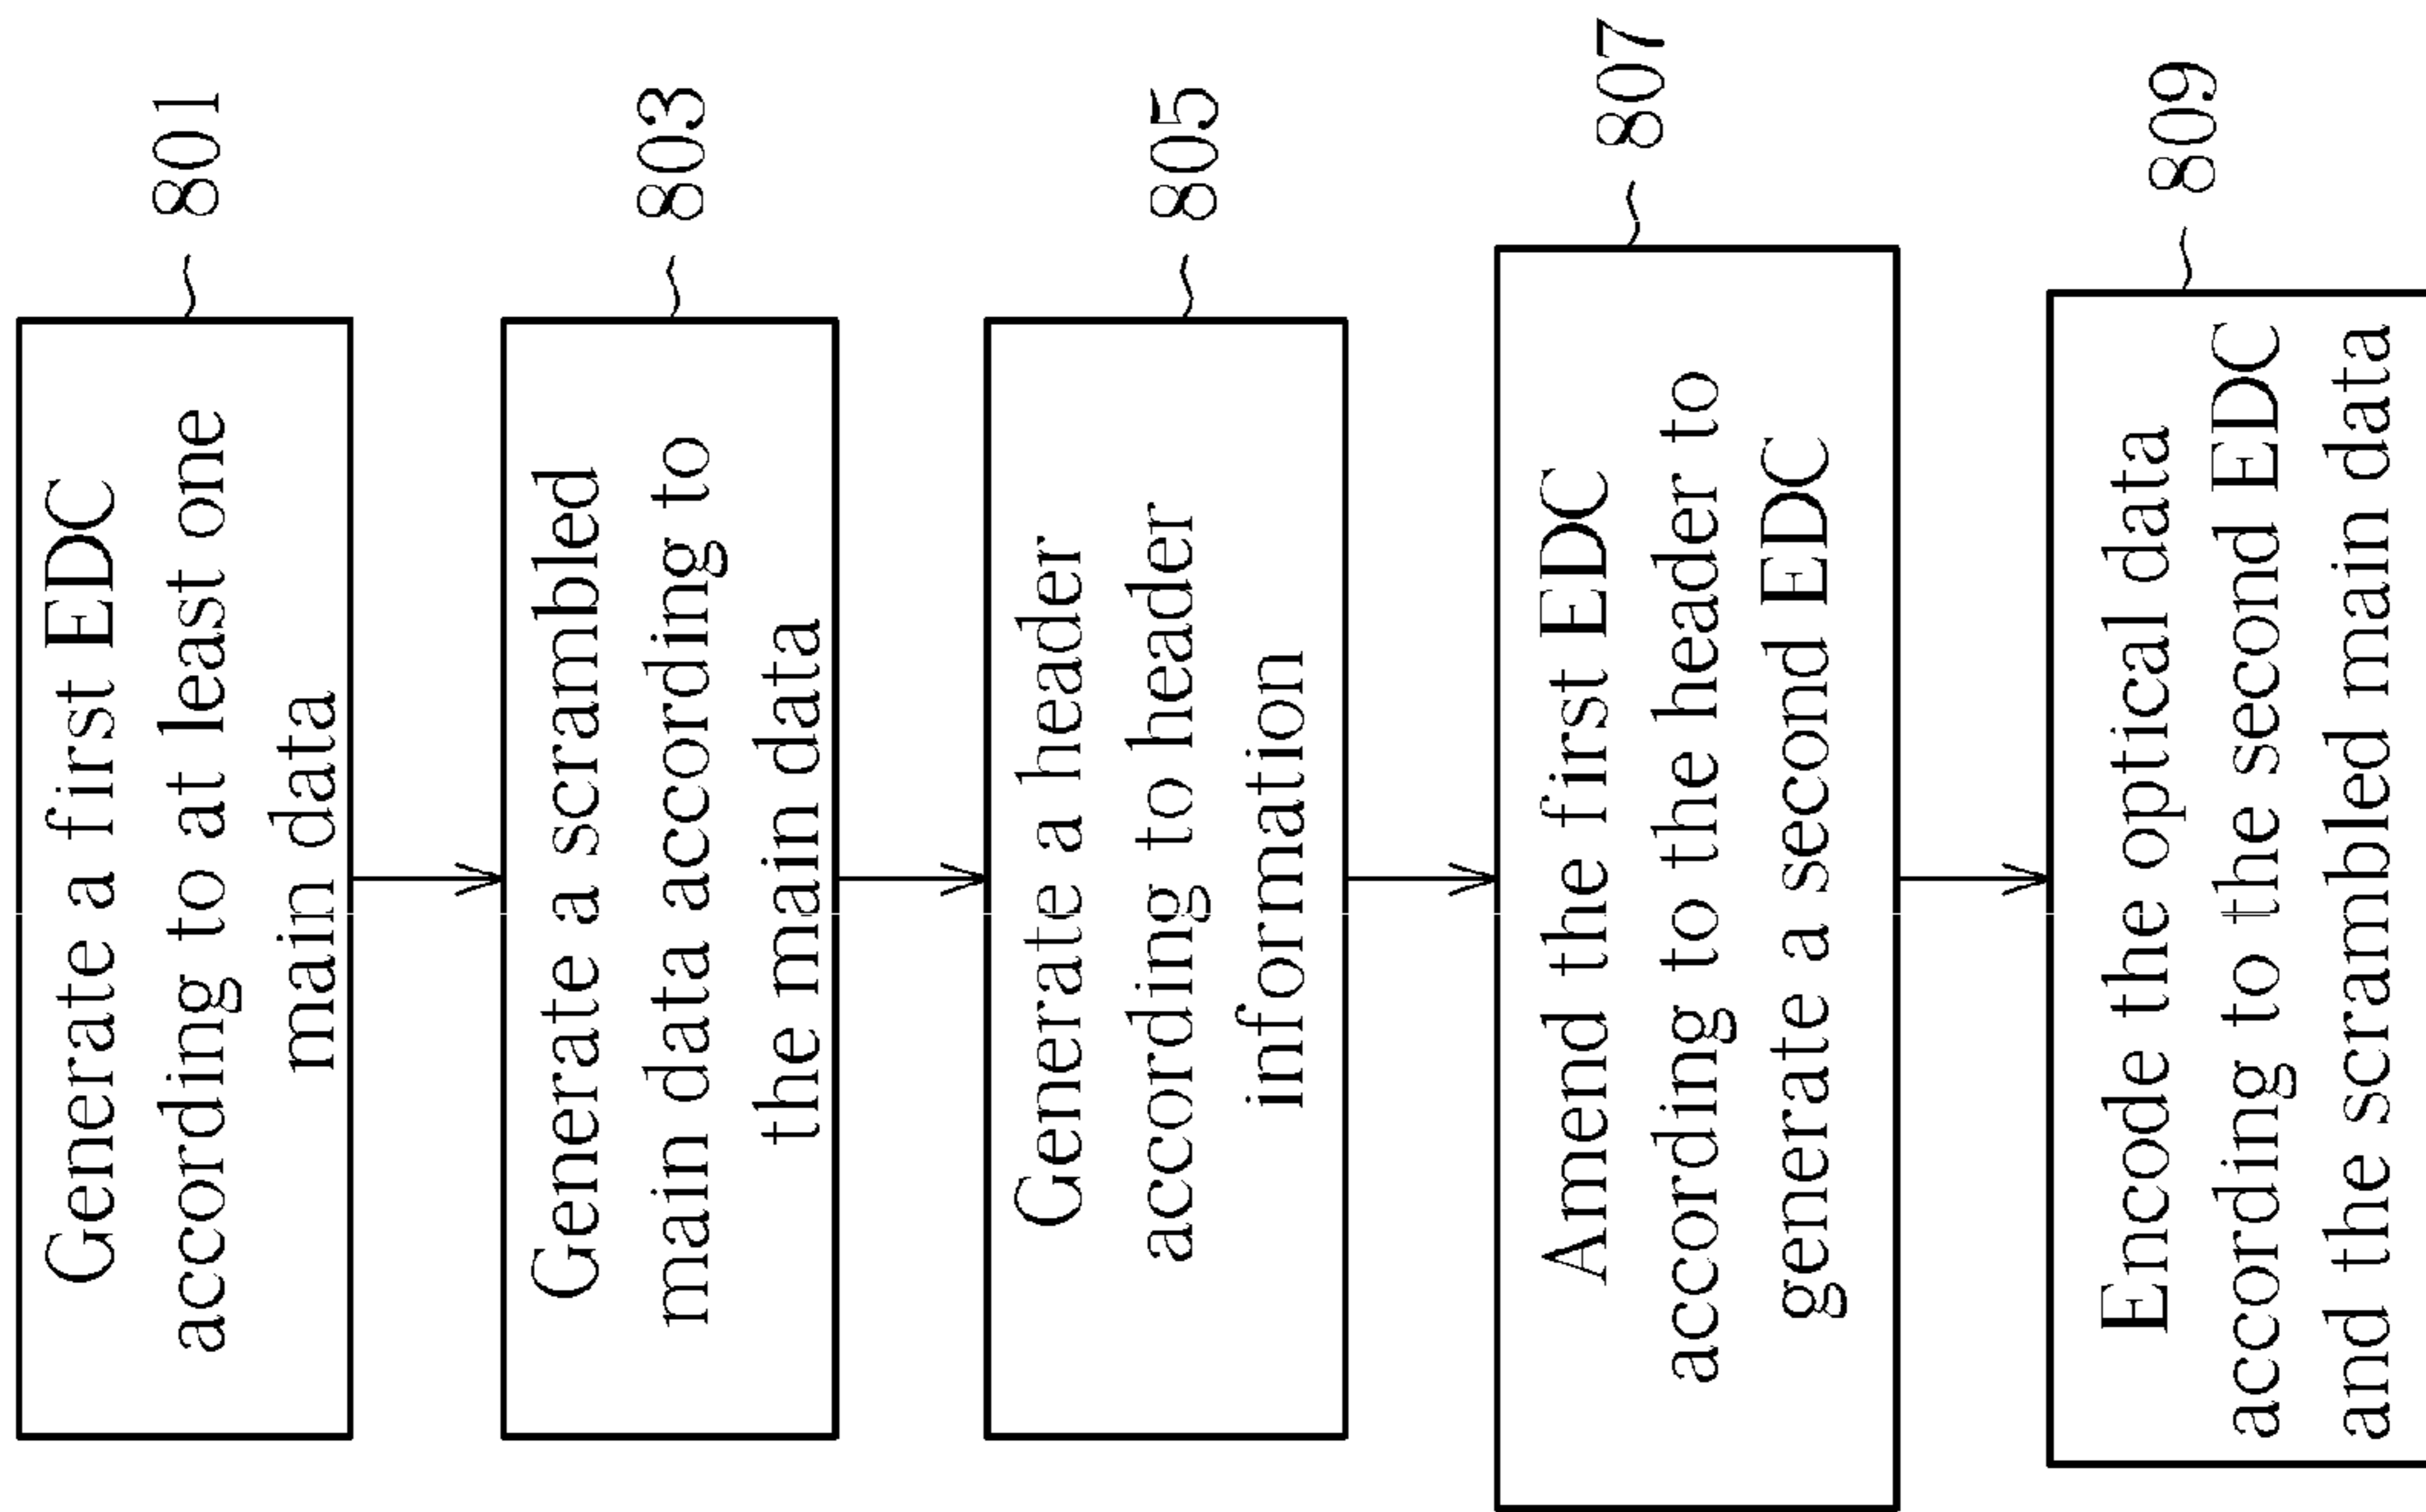 Generate a first EDC
according to at least one
main data
801
Generate a scrambled
main data according to
the main data
803
Generate a header
according to header
information
805
Amend the first EDC
according to the header to
generate a second EDC
807
Encode the optical data
according to the second EDC
and the scrambled main data
809